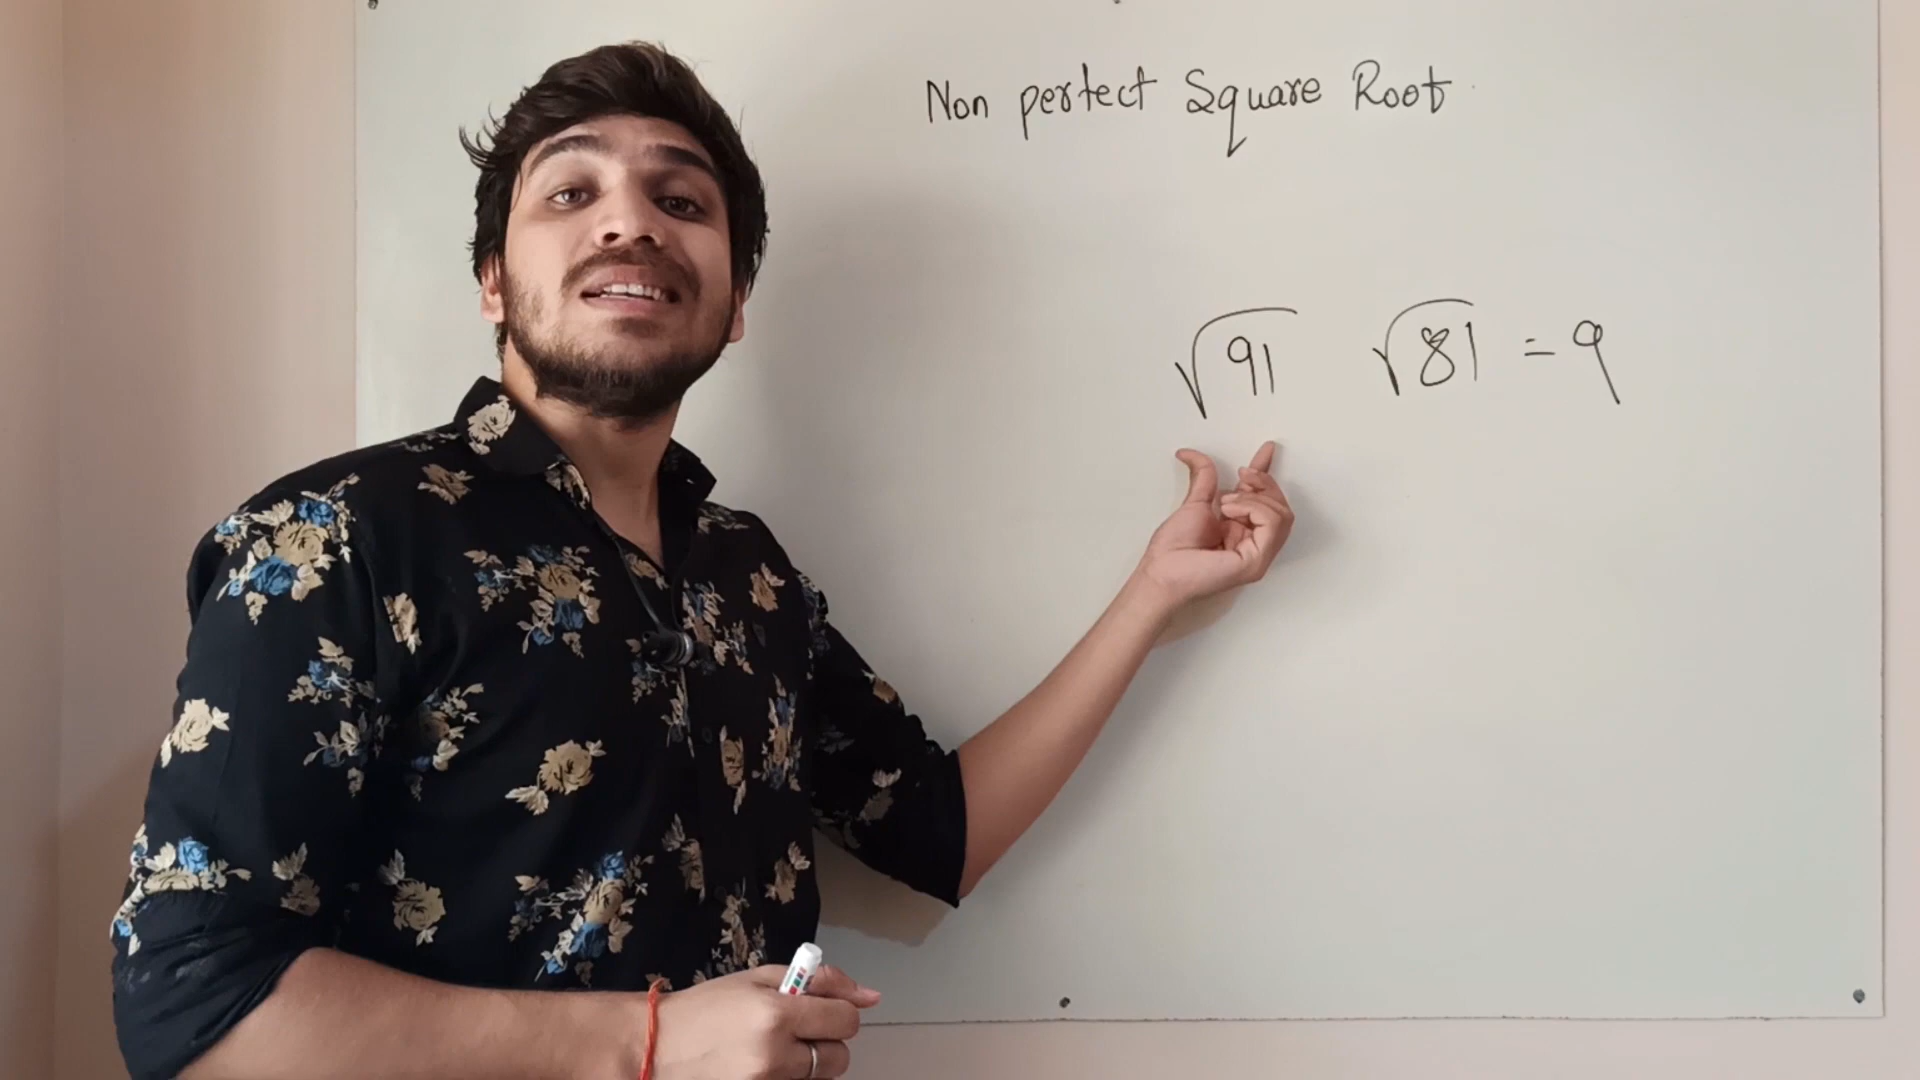 Non perfect Square Root
√91 √81 = 9